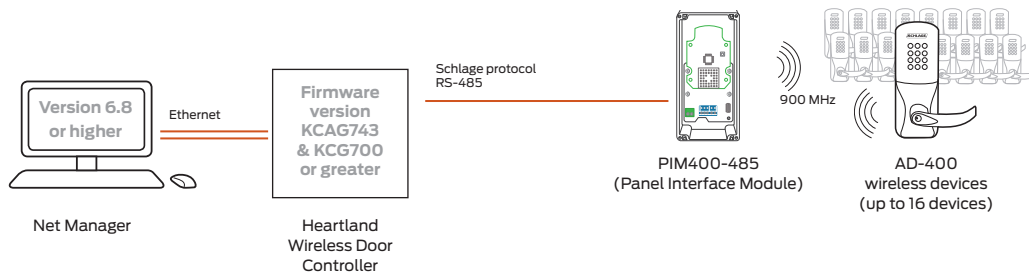 Version 6.8
or higher
Net Manager
Ethernet
Firmware
version
KCAG743
& KCG700
or greater
Heartland
Wireless Door
Controller
Schlage protocol
RS-485
PIM400-485
(Panel Interface Module)
900 MHz
SCHLAGE
AD-400
wireless devices
(up to 16 devices)